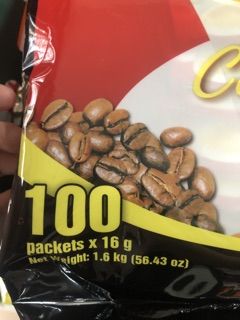 100
packets x 16 g
Net Weight: 1.6 kg (56.43 oz)